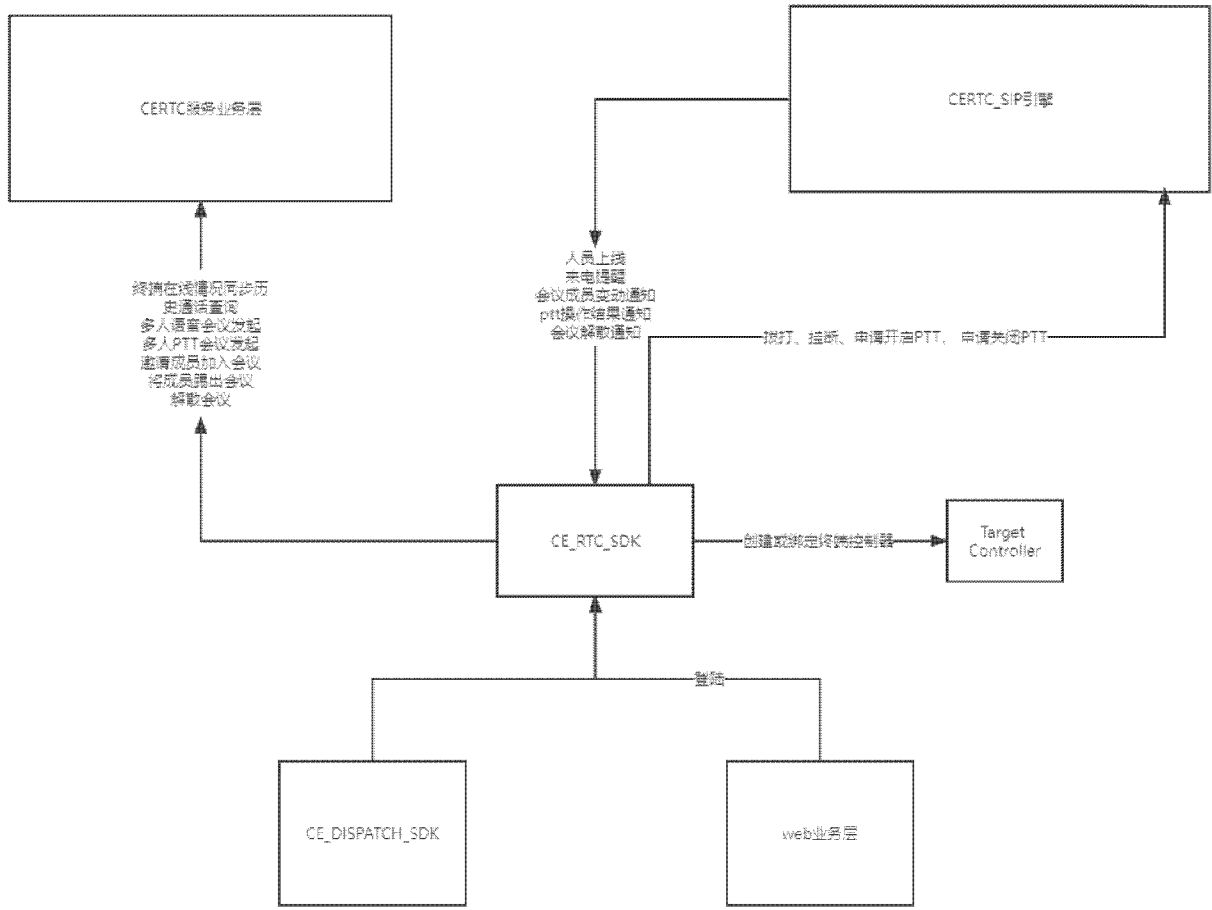 CERTC服务业务层
CERTC_SIP引擎
人员上线
来电提醒
会议成员变动通知
ptt操作结果通知
会议解散通知
终端在线情况同步历
史通话查询
多人语音会议发起
多人PTT会议发起
邀请成员加入会议
将成员踢出会议
解散会议
拨打、挂断、申请开启PTT、申请关闭PTT
CE_RTC_SDK
创建或绑定终端控制器
Target
Controller
登陆
CE_DISPATCH_SDK
web业务层